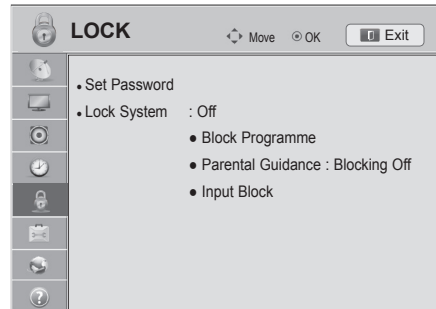 LOCK Move OK Exit
• Set Password
• Lock System : Off
• Block Programme
• Parental Guidance : Blocking Off
• Input Block
?